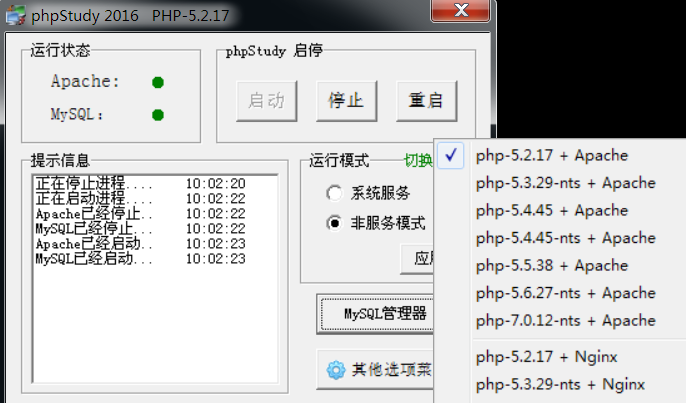 phpStudy 2016 PHP-5.2.17
运行状态
Apache:
MySQL:
phpStudy 启停
启动 停止 重启
提示信息
正在停止进程.... 10:02:20
正在启动进程.... 10:02:22
Apache已经停止.. 10:02:22
MySQL已经停止... 10:02:22
Apache已经启动.. 10:02:23
MySQL已经启动... 10:02:23
运行模式 切换
系统服务
非服务模式
应
MySQL管理器
其他选项菜
php-5.2.17 + Apache
php-5.3.29-nts + Apache
php-5.4.45 + Apache
php-5.4.45-nts + Apache
php-5.5.38 + Apache
php-5.6.27-nts + Apache
php-7.0.12-nts + Apache
php-5.2.17 + Nginx
php-5.3.29-nts + Nginx